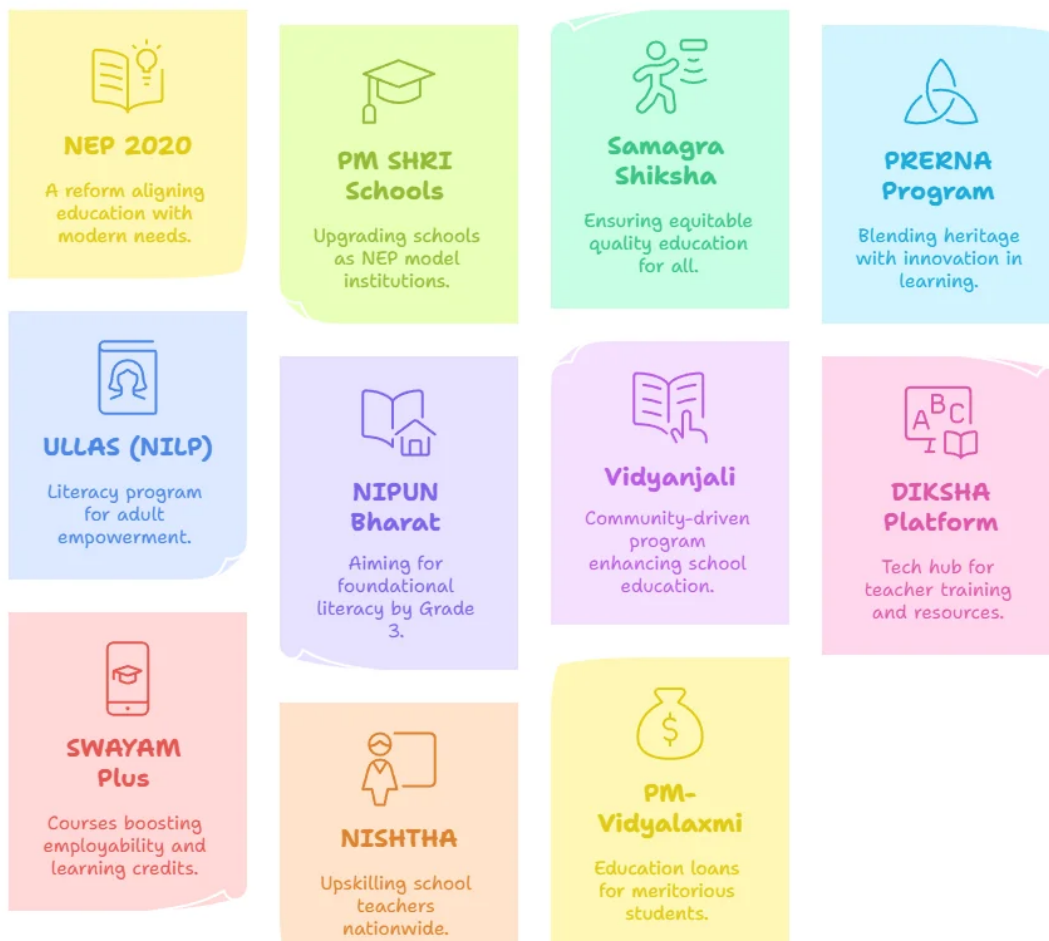 NEP 2020
A reform aligning
education with
modern needs.
PM SHRI
Schools
Upgrading schools
as NEP model
institutions.
Samagra
Shiksha
Ensuring equitable
quality education
for all.
PRERNA
Program
Blending heritage
with innovation in
learning.
ULLAS (NILP)
Literacy program
for adult
empowerment.
NIPUN
Bharat
Aiming for
foundational
literacy by Grade
3.
Vidyanjali
Community-driven
program
enhancing school
education.
ABC
DIKSHA
Platform
Tech hub for
teacher training
and resources.
SWAYAM
Plus
Courses boosting
employability and
learning credits.
NISHTHA
Upskilling school
teachers
nationwide.
$
PM-
Vidyalaxmi
Education loans
for meritorious
students.